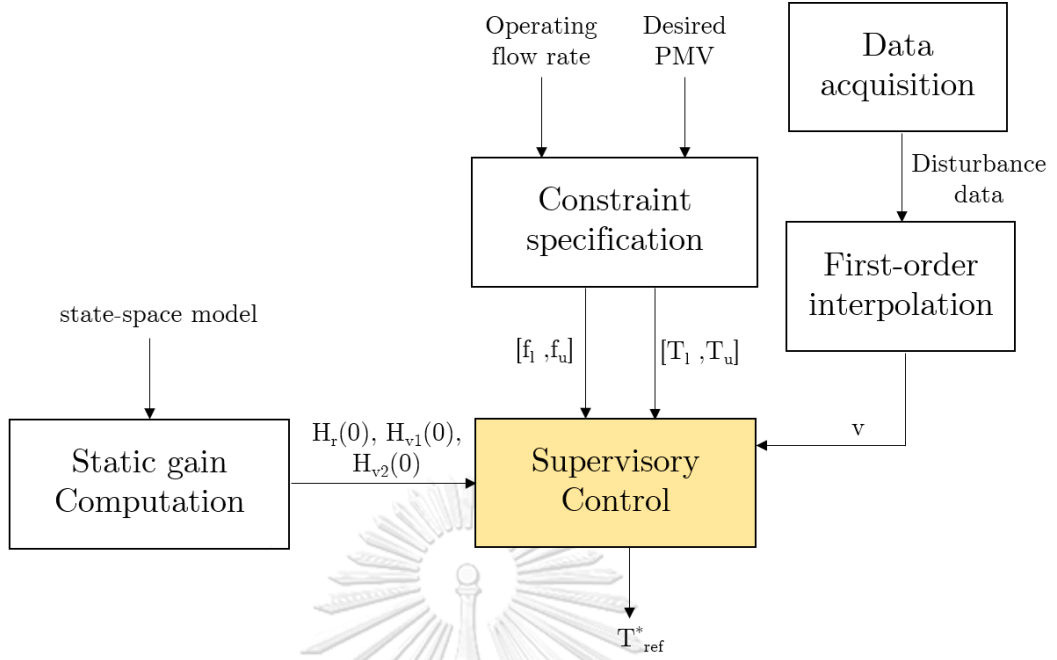 Operating
flow rate
Desired
PMV
Data
acquisition
Disturbance
data
Constraint
specification
First-order
interpolation
state-space model
[f_l ,f_u]
[T_l ,T_u]
v
H_r(0), H_v1(0),
H_v2(0)
Static gain
Computation
Supervisory
Control
T*_ref